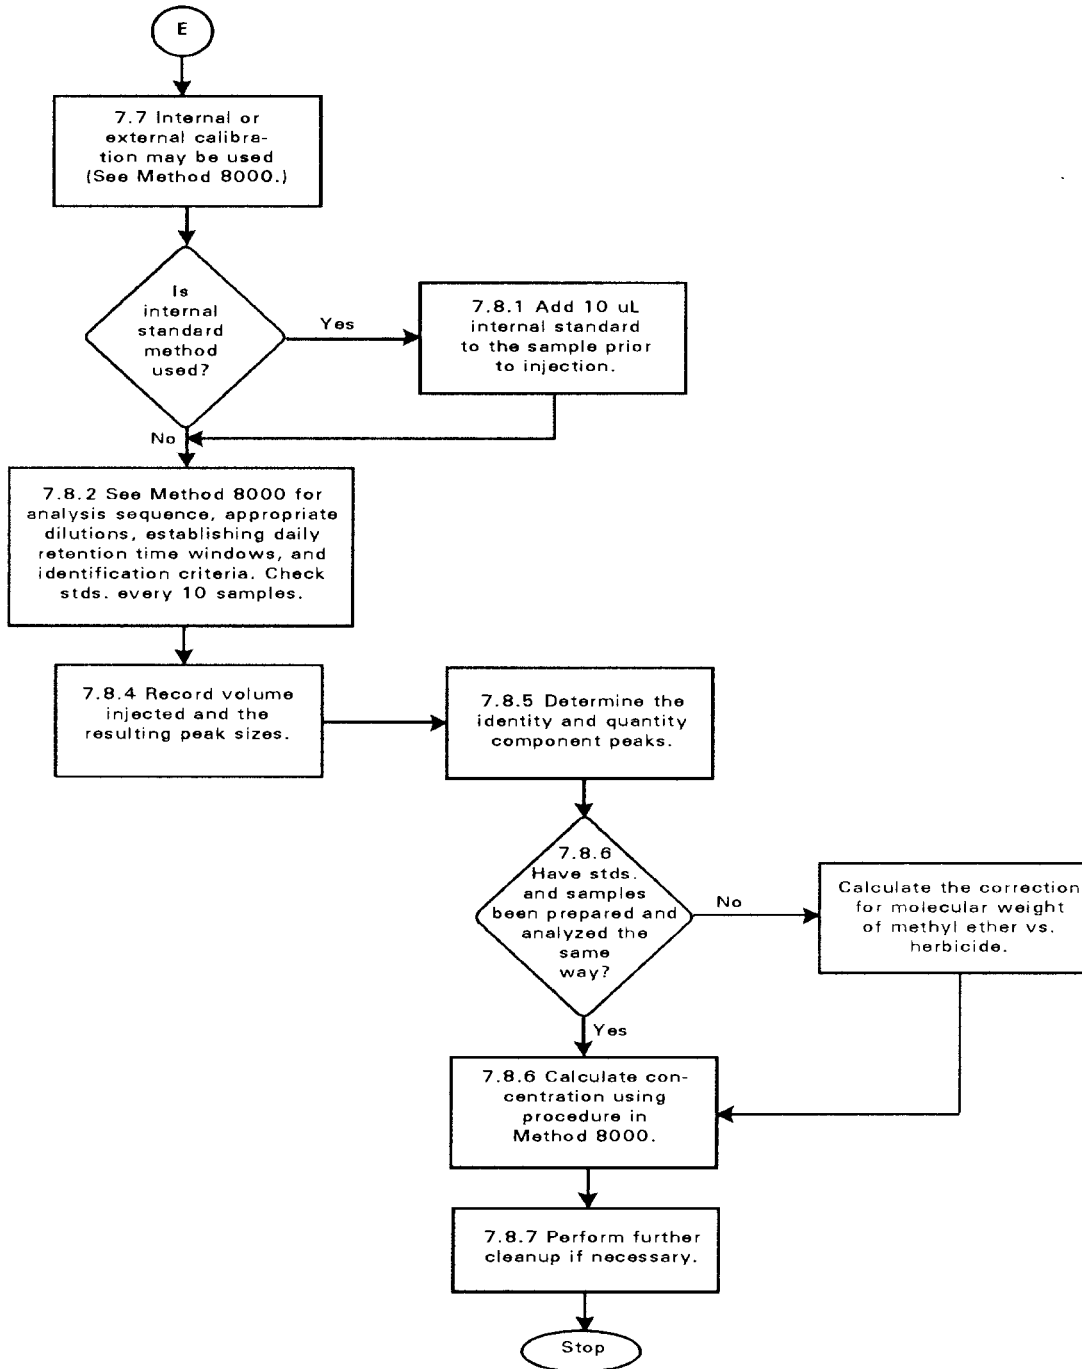 E
7.7 Internal or
external calibra-
tion may be used
(See Method 8000.)
Is
internal
standard
method
used?
Yes
7.8.1 Add 10 uL
internal standard
to the sample prior
to injection.
No
7.8.2 See Method 8000 for
analysis sequence, appropriate
dilutions, establishing daily
retention time windows, and
identification criteria. Check
stds. every 10 samples.
7.8.4 Record volume
injected and the
resulting peak sizes.
7.8.5 Determine the
identity and quantity
component peaks.
7.8.6
Have stds.
and samples
been prepared and
analyzed the
same
way?
No
Calculate the correction
for molecular weight
of methyl ether vs.
herbicide.
Yes
7.8.6 Calculate con-
centration using
procedure in
Method 8000.
7.8.7 Perform further
cleanup if necessary.
Stop